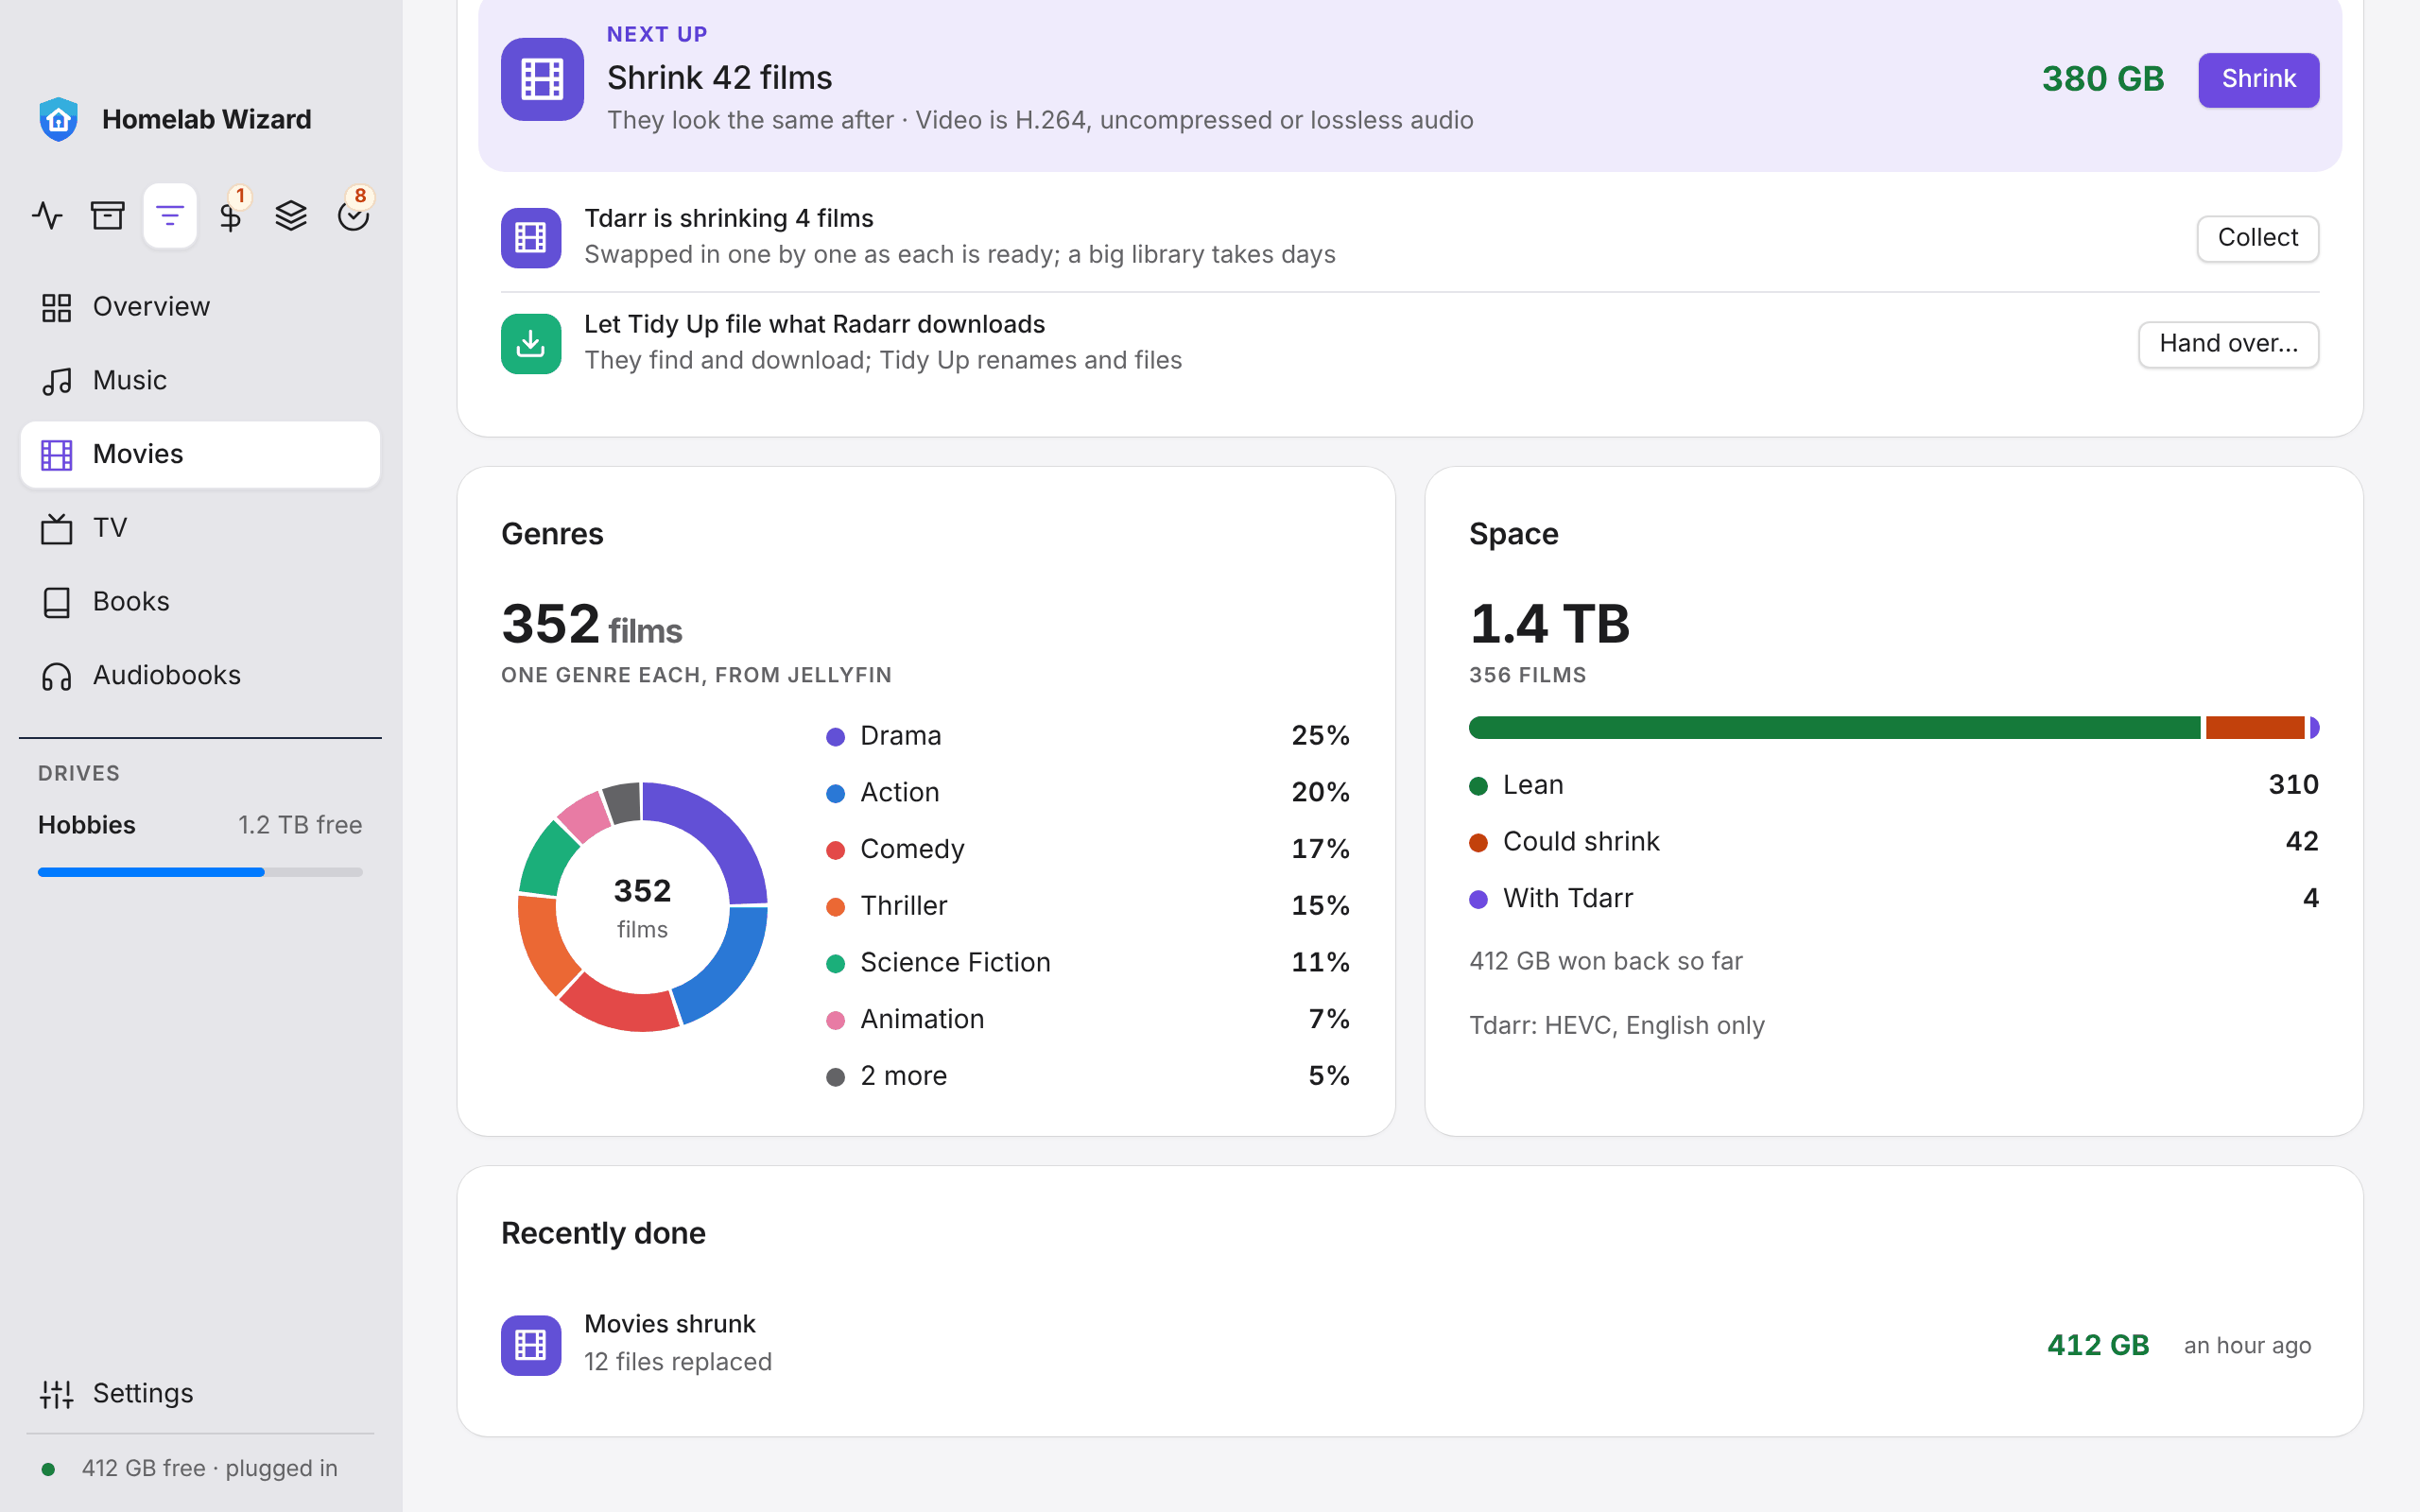 Homelab Wizard
1
8
Overview
Music
Movies
TV
Books
Audiobooks
DRIVES
Hobbies 1.2 TB free
Settings
412 GB free · plugged in
NEXT UP
Shrink 42 films
They look the same after · Video is H.264, uncompressed or lossless audio
380 GB
Shrink
Tdarr is shrinking 4 films
Swapped in one by one as each is ready; a big library takes days
Collect
Let Tidy Up file what Radarr downloads
They find and download; Tidy Up renames and files
Hand over...
Genres
352 films
ONE GENRE EACH, FROM JELLYFIN
352
films
Drama 25%
Action 20%
Comedy 17%
Thriller 15%
Science Fiction 11%
Animation 7%
2 more 5%
Space
1.4 TB
356 FILMS
Lean 310
Could shrink 42
With Tdarr 4
412 GB won back so far
Tdarr: HEVC, English only
Recently done
Movies shrunk
12 files replaced
412 GB an hour ago